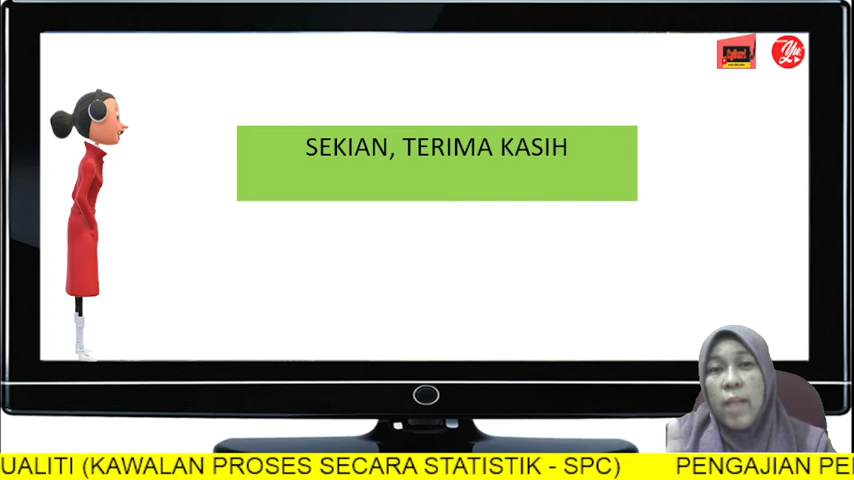 SEKIAN, TERIMA KASIH
UALITI (KAWALAN PROSES SECARA STATISTIK - SPC) PENGAJIAN PE